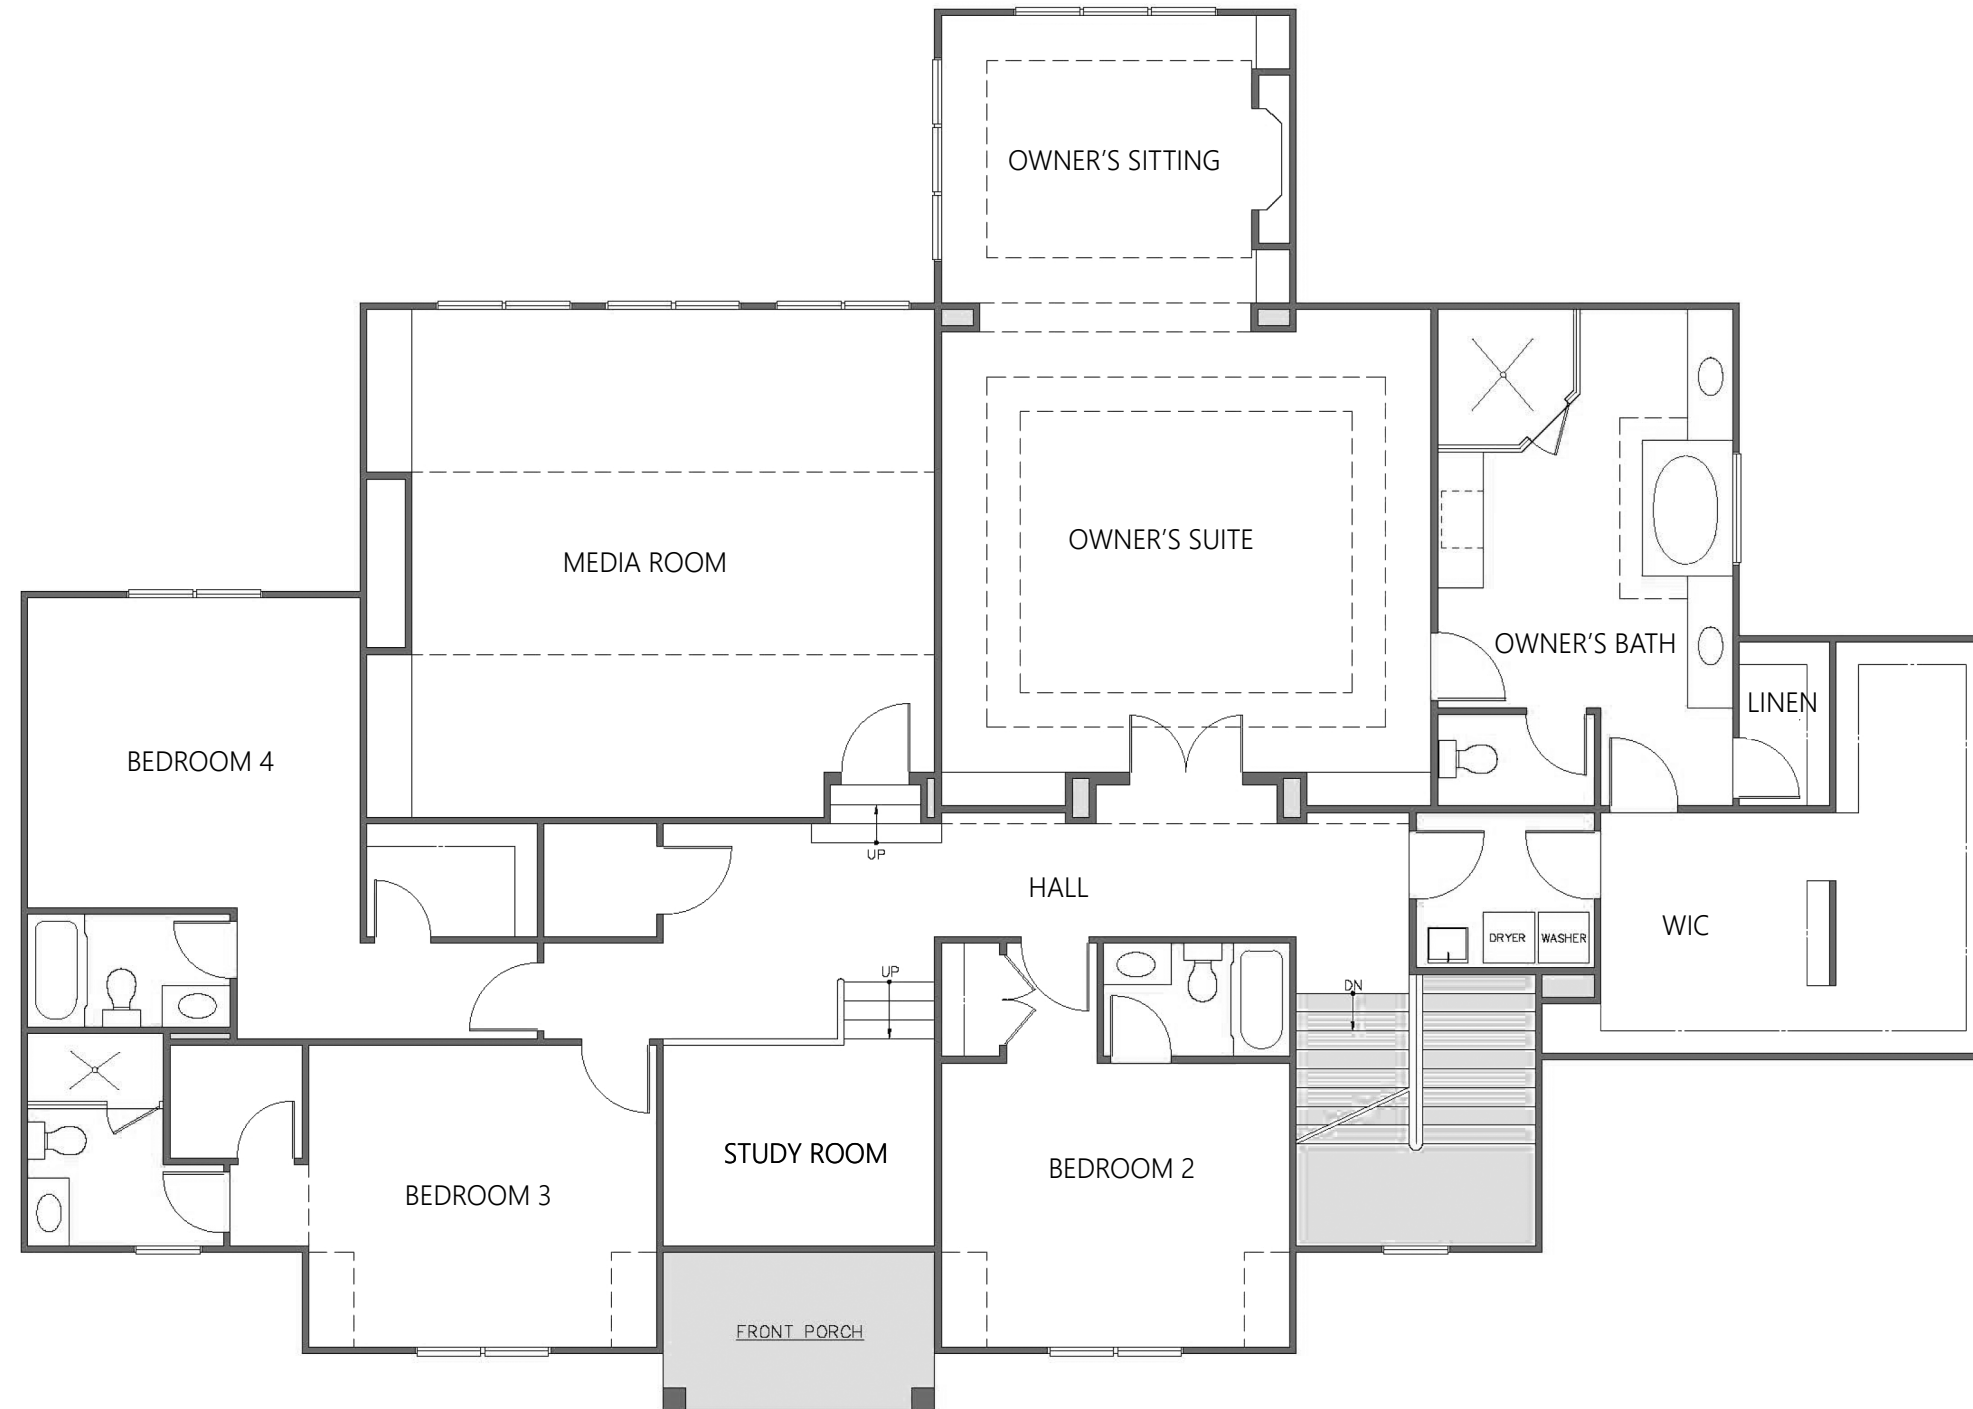 OWNER’S SITTING
OWNER’S SUITE
MEDIA ROOM
OWNER’S BATH
LINEN
BEDROOM 4
UP
HALL
WIC
DRYER
WASHER
UP
DN
STUDY ROOM
BEDROOM 2
BEDROOM 3
FRONT PORCH